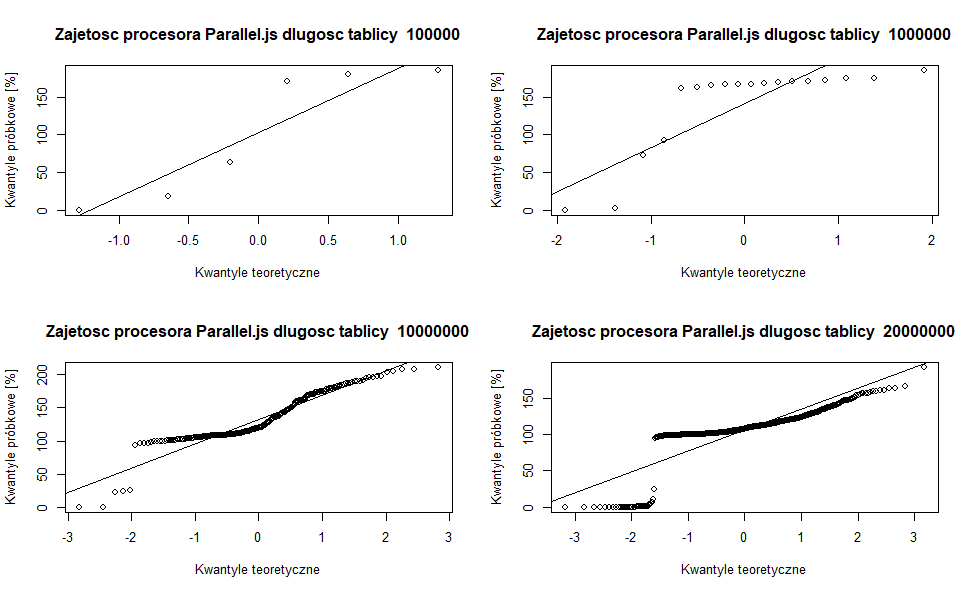 Zajetosc procesora Parallel.js dlugosc tablicy 100000
Kwantyle próbkowe [%]
150
100
50
0
-1.0 -0.5 0.0 0.5 1.0
Kwantyle teoretyczne
Zajetosc procesora Parallel.js dlugosc tablicy 1000000
Kwantyle próbkowe [%]
150
100
50
0
-2 -1 0 1 2
Kwantyle teoretyczne
Zajetosc procesora Parallel.js dlugosc tablicy 10000000
Kwantyle próbkowe [%]
200
150
100
50
0
-3 -2 -1 0 1 2 3
Kwantyle teoretyczne
Zajetosc procesora Parallel.js dlugosc tablicy 20000000
Kwantyle próbkowe [%]
150
100
50
0
-3 -2 -1 0 1 2 3
Kwantyle teoretyczne